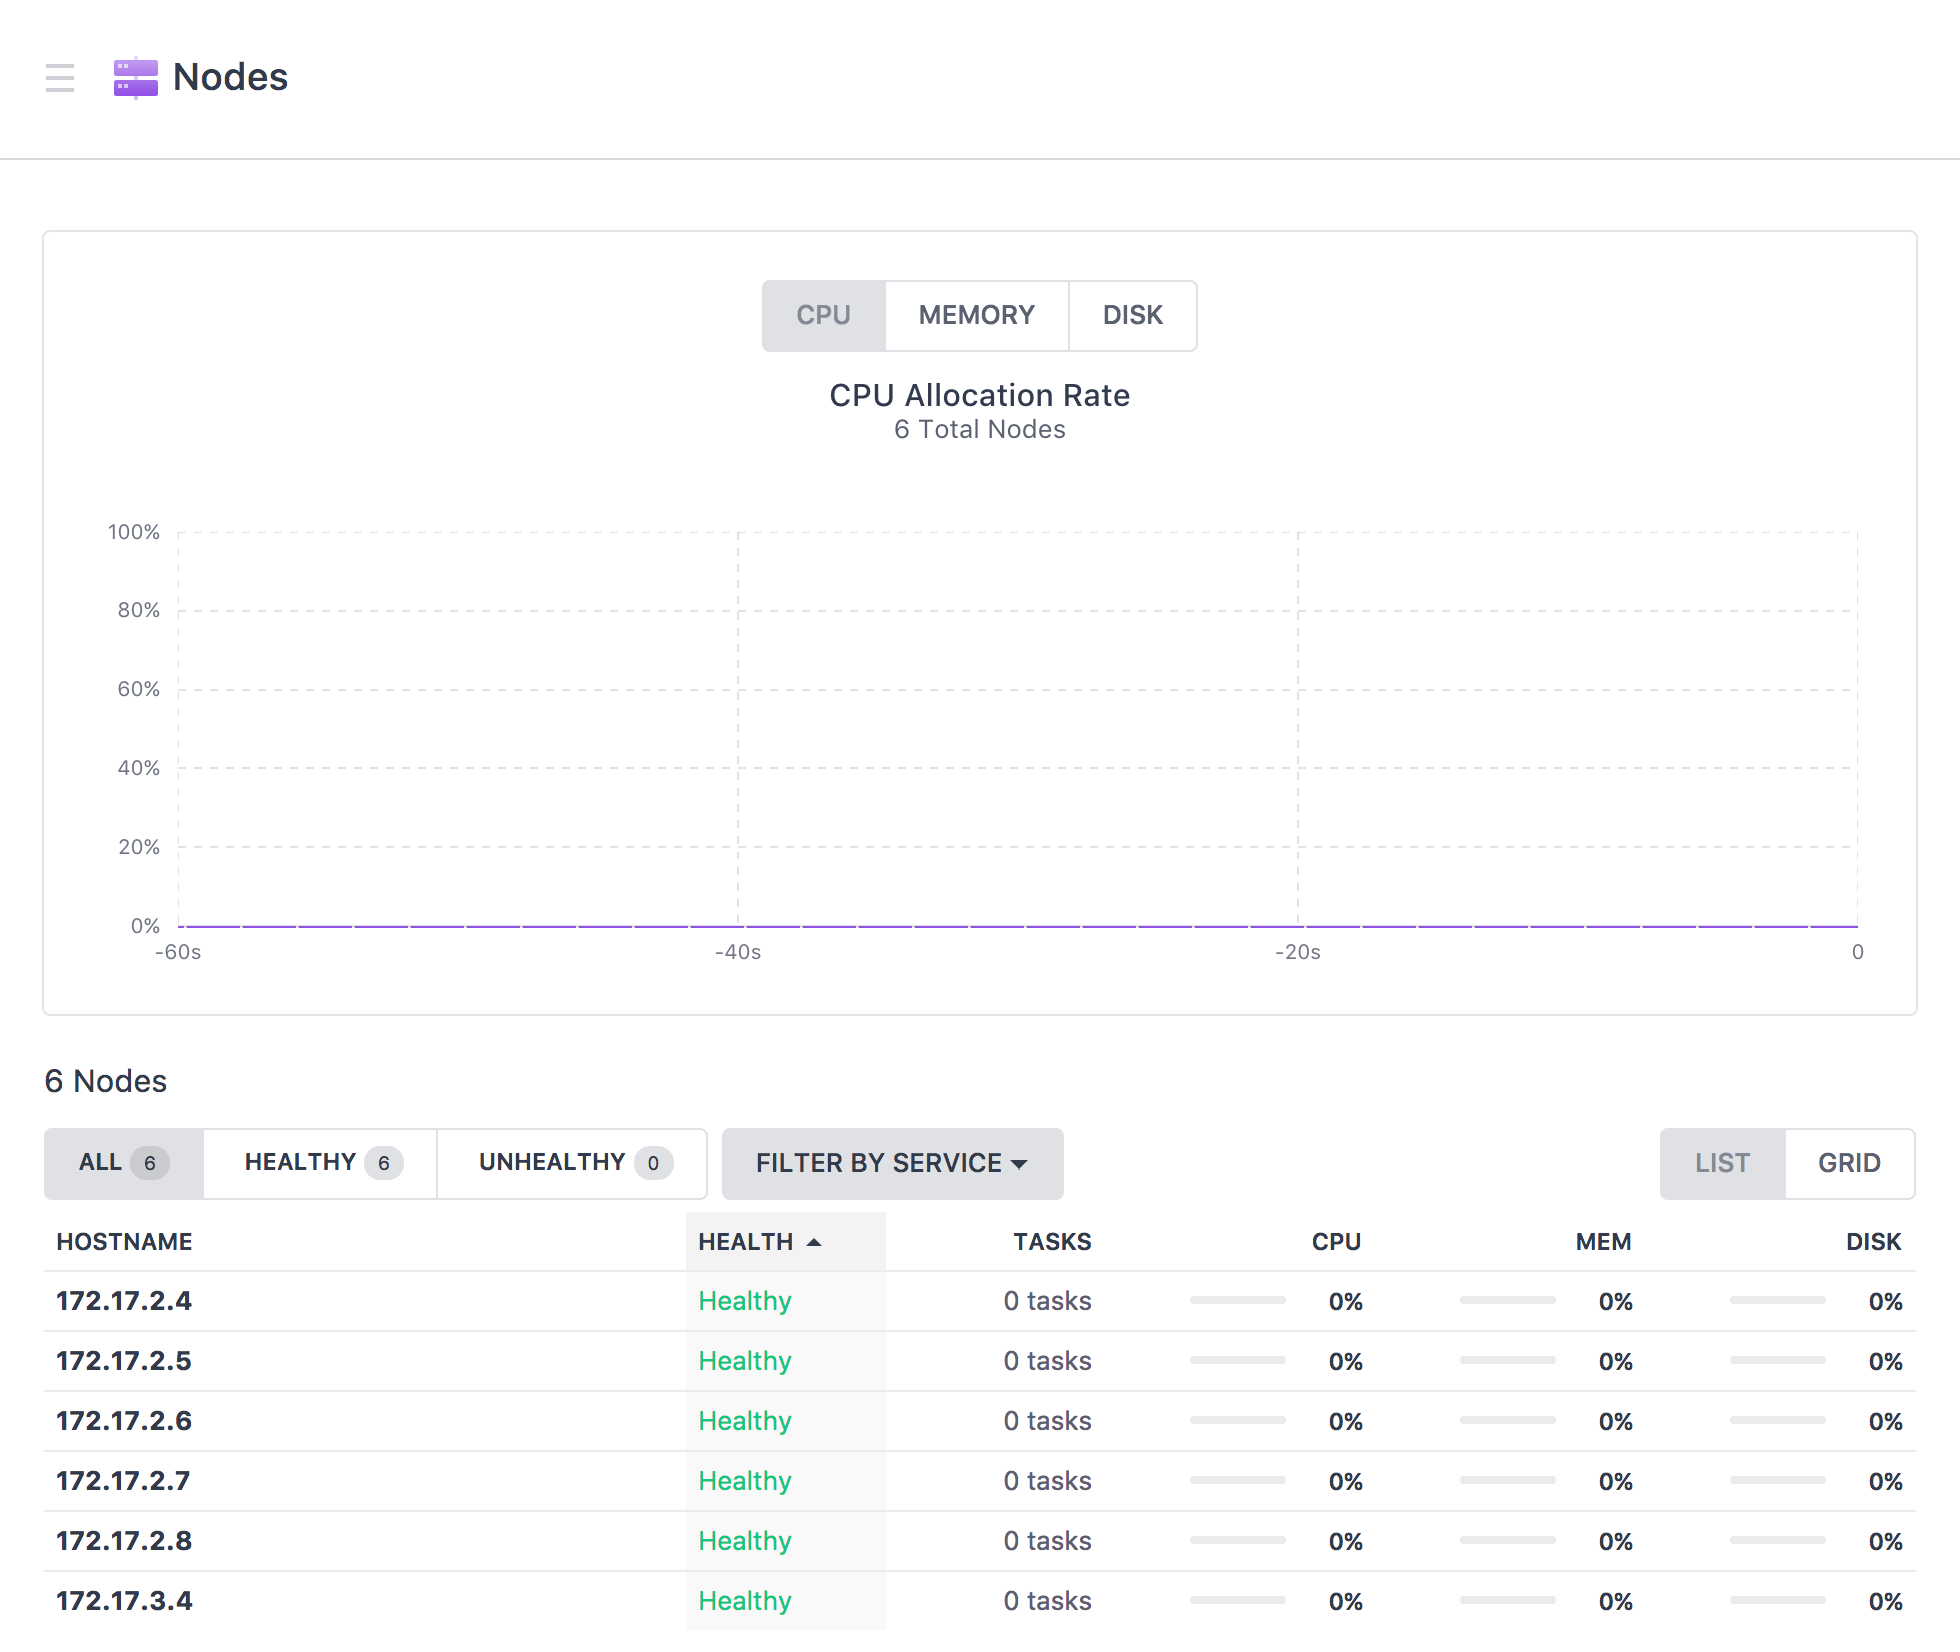 Nodes
CPU MEMORY DISK
CPU Allocation Rate
6 Total Nodes
100%
80%
60%
40%
20%
0%
-60s -40s -20s 0
6 Nodes
ALL 6 HEALTHY 6 UNHEALTHY 0 FILTER BY SERVICE LIST GRID
HOSTNAME HEALTH TASKS CPU MEM DISK
172.17.2.4 Healthy 0 tasks 0% 0% 0%
172.17.2.5 Healthy 0 tasks 0% 0% 0%
172.17.2.6 Healthy 0 tasks 0% 0% 0%
172.17.2.7 Healthy 0 tasks 0% 0% 0%
172.17.2.8 Healthy 0 tasks 0% 0% 0%
172.17.3.4 Healthy 0 tasks 0% 0% 0%